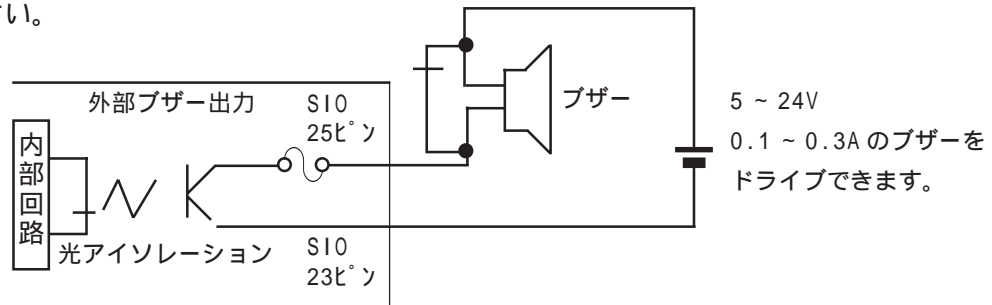 さい。
外部ブザー出力
SIO
25ピン
ブザー
5 ~ 24V
0.1 ~ 0.3A のブザーを
ドライブできます。
内部回路
光アイソレーション
SIO
23ピン